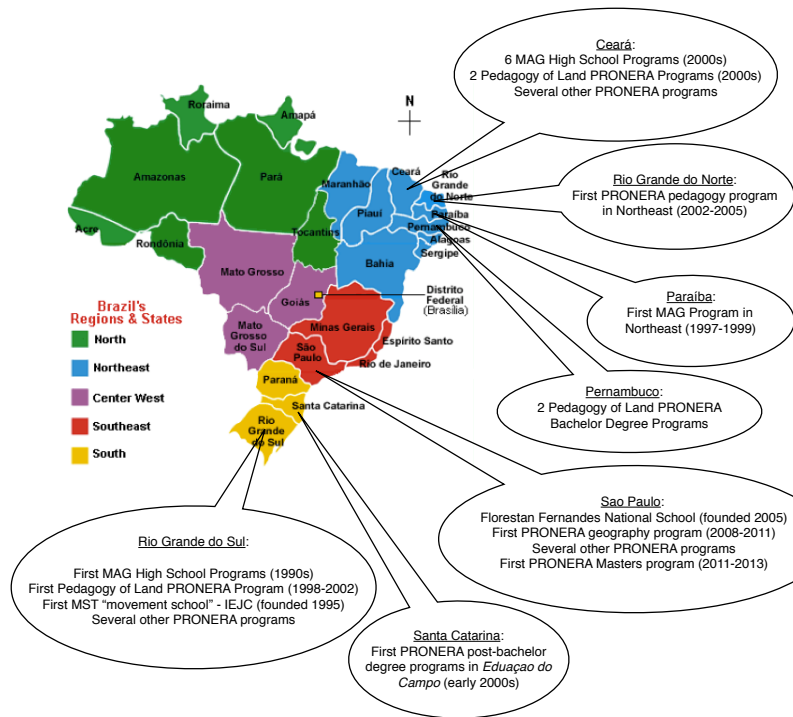 Ceará:
6 MAG High School Programs (2000s)
2 Pedagogy of Land PRONERA Programs (2000s)
Several other PRONERA programs
N
Roraima
Amapá
Amazonas
Pará
Maranhão
Ceará
Rio
Grande
do Norte
Piauí
Paraíba
Pernambuco
Alagoas
Sergipe
Acre
Rondônia
Tocantins
Bahia
Mato Grosso
Goiás
Distrito
Federal
(Brasília)
Mato
Grosso
do Sul
Minas Gerais
Espírito Santo
São
Paulo
Rio de Janeiro
Paraná
Santa Catarina
Rio
Grande
do Sul
Rio Grande do Norte:
First PRONERA pedagogy program
in Northeast (2002-2005)
Paraíba:
First MAG Program in
Northeast (1997-1999)
Pernambuco:
2 Pedagogy of Land PRONERA
Bachelor Degree Programs
Brazil's
Regions & States
North
Northeast
Center West
Southeast
South
Sao Paulo:
Florestan Fernandes National School (founded 2005)
First PRONERA geography program (2008-2011)
Several other PRONERA programs
First PRONERA Masters program (2011-2013)
Rio Grande do Sul:
First MAG High School Programs (1990s)
First Pedagogy of Land PRONERA Program (1998-2002)
First MST “movement school” - IEJC (founded 1995)
Several other PRONERA programs
Santa Catarina:
First PRONERA post-bachelor
degree programs in Eduaçao do
Campo (early 2000s)